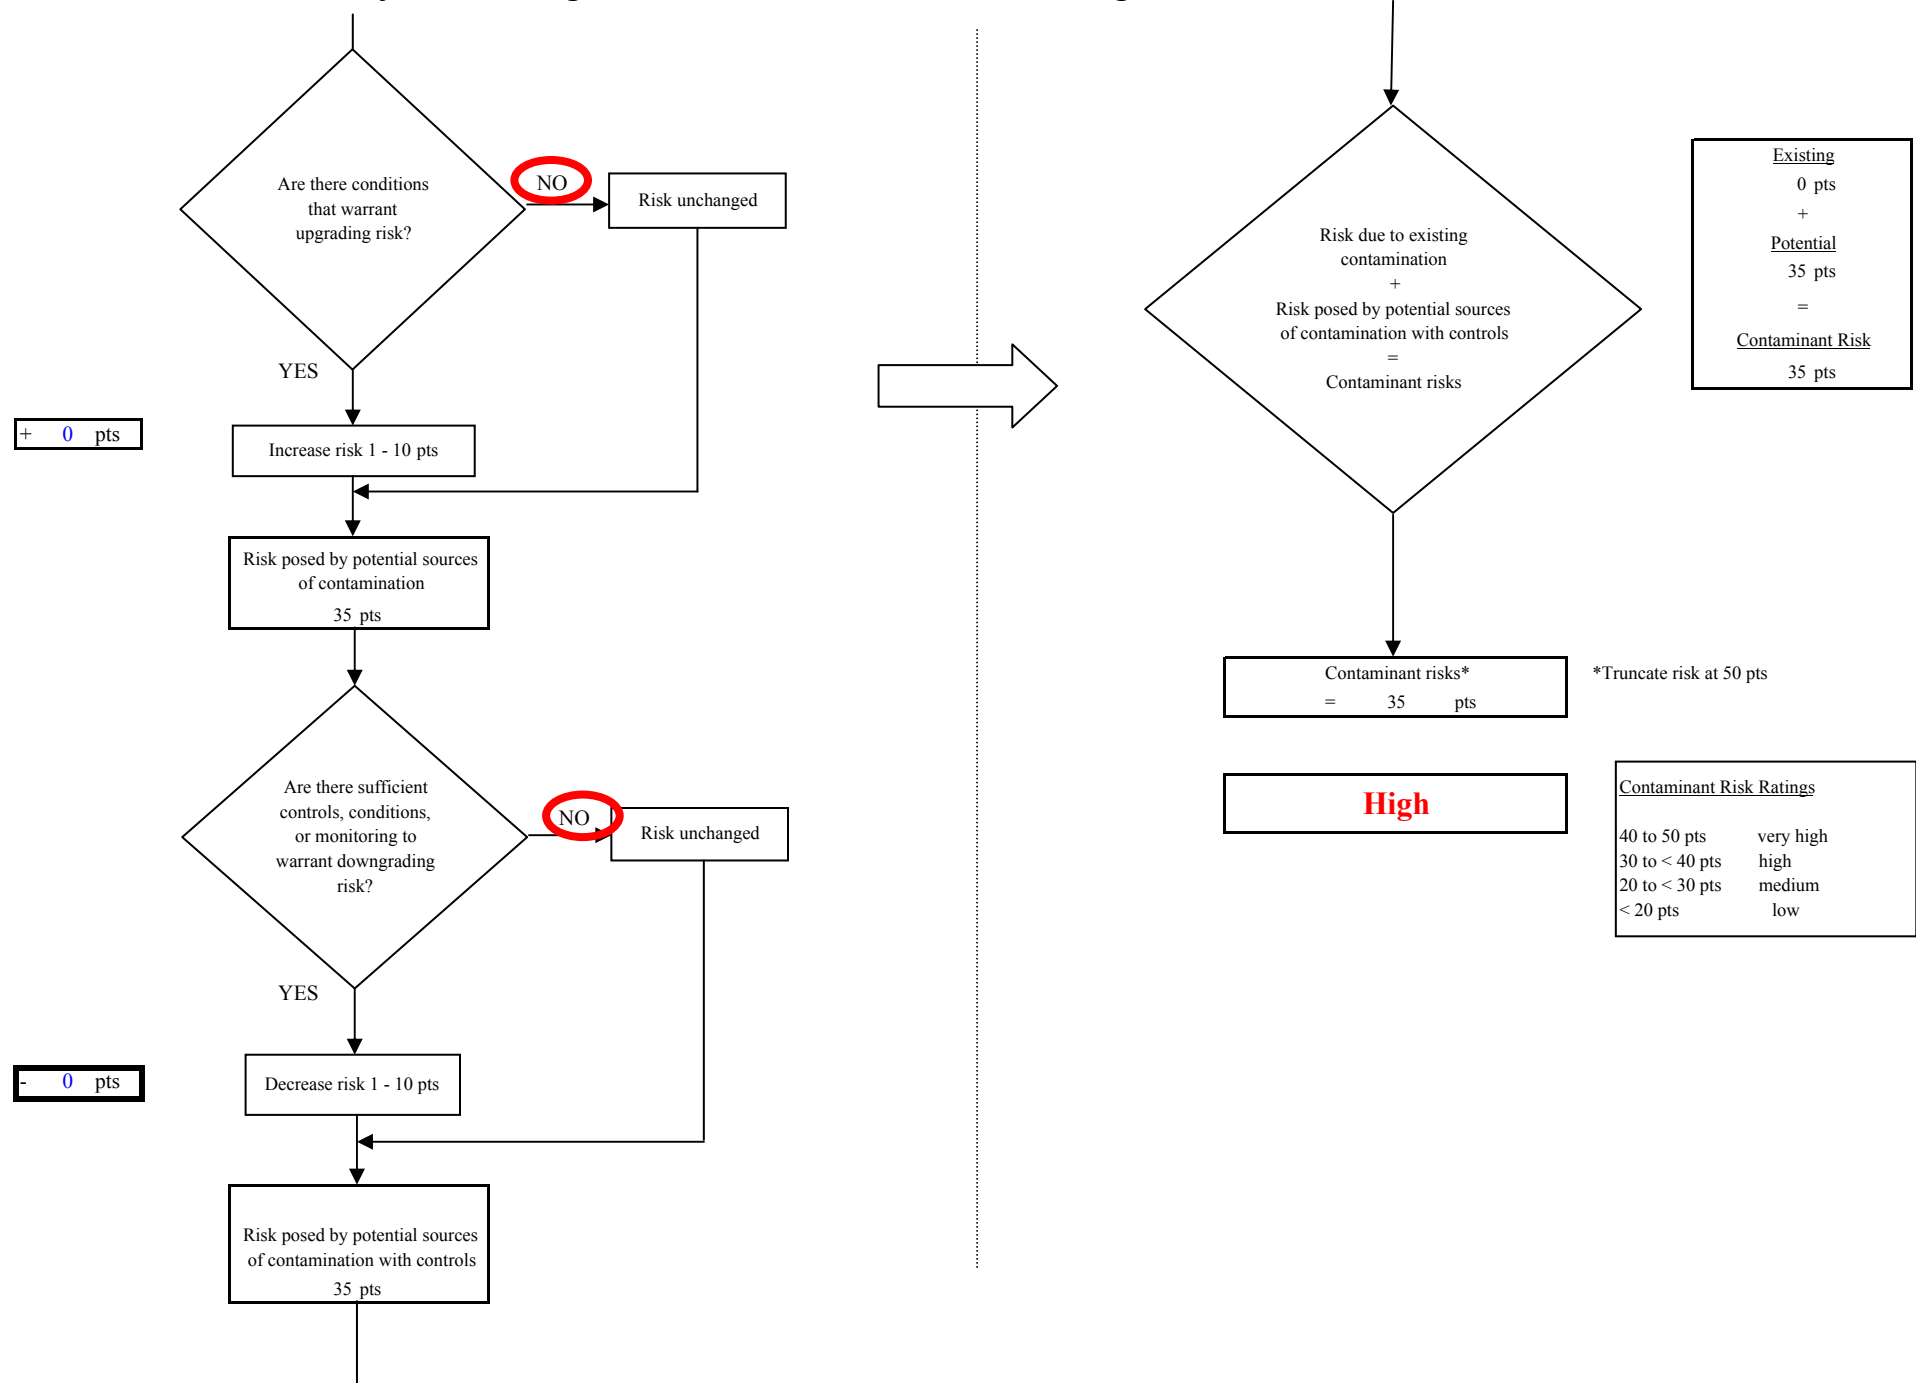 Are there conditions
that warrant
upgrading risk?
NO
Risk unchanged
YES
+ 0 pts
Increase risk 1 - 10 pts
Risk posed by potential sources
of contamination
35 pts
Are there sufficient
controls, conditions,
or monitoring to
warrant downgrading
risk?
NO
Risk unchanged
YES
- 0 pts
Decrease risk 1 - 10 pts
Risk posed by potential sources
of contamination with controls
35 pts
Risk due to existing
contamination
+
Risk posed by potential sources
of contamination with controls
=
Contaminant risks
Existing
0 pts
+
Potential
35 pts
=
Contaminant Risk
35 pts
Contaminant risks*
= 35 pts
*Truncate risk at 50 pts
High
Contaminant Risk Ratings
40 to 50 pts very high
30 to < 40 pts high
20 to < 30 pts medium
< 20 pts low